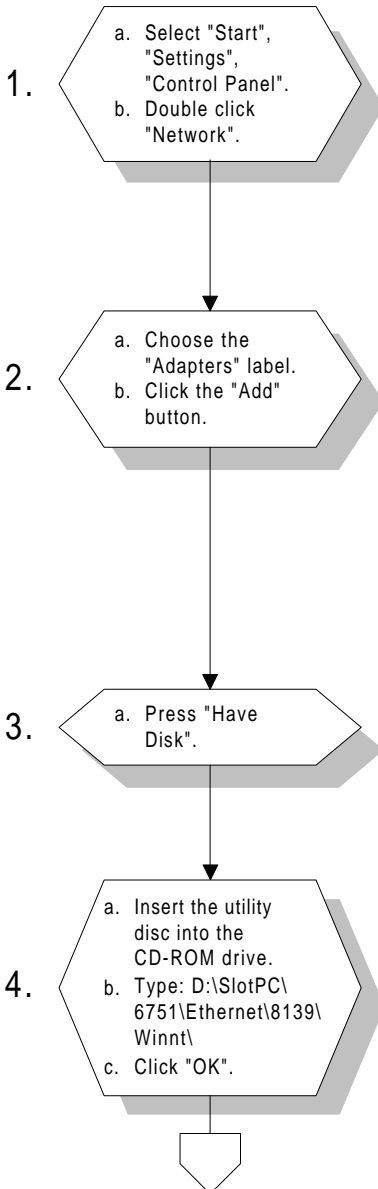 1.
a. Select "Start",
"Settings",
"Control Panel".
b. Double click
"Network".
2.
a. Choose the
"Adapters" label.
b. Click the "Add"
button.
3.
a. Press "Have
Disk".
4.
a. Insert the utility
disc into the
CD-ROM drive.
b. Type: D:\SlotPC\
6751\Ethernet\8139\
Winnt\
c. Click "OK".